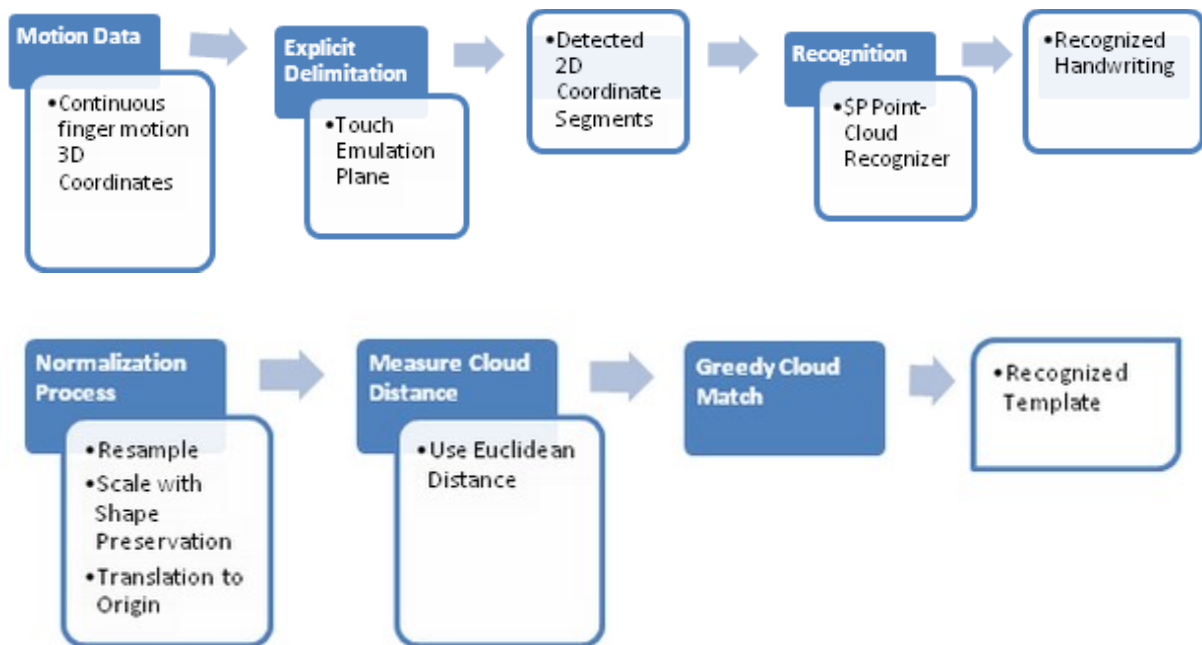 Motion Data
•Continuous
finger motion
3D
Coordinates
Explicit
Delimitation
•Touch
Emulation
Plane
•Detected
2D
Coordinate
Segments
Recognition
•$P Point-
Cloud
Recognizer
•Recognized
Handwriting
Normalization
Process
•Resample
•Scale with
Shape
Preservation
•Translation to
Origin
Measure Cloud
Distance
•Use Euclidean
Distance
Greedy Cloud
Match
•Recognized
Template